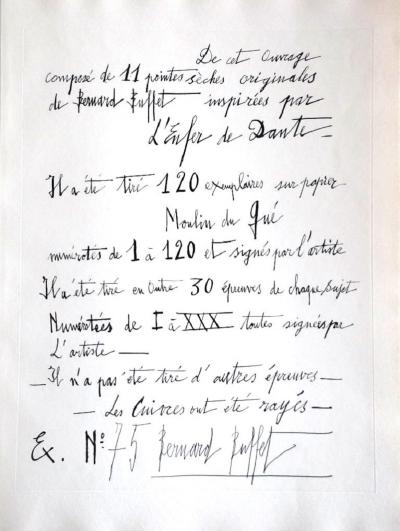 De cet Ouvrage
composé de 11 pointes sèches originales
de Bernard Buffet inspirées par
L'Enfer de Dante —
Il a été tiré 120 exemplaires sur papier
Moulin du Gué
numérotés de 1 à 120 et signés par l'artiste
Il a été tiré en outre 30 épreuves de chaque sujet
Numérotées de I à XXX toutes signées par
L'artiste —
— Il n'a pas été tiré d'autres épreuves —
— Les Cuivres ont été rayés —
Ex. No 75 Bernard Buffet